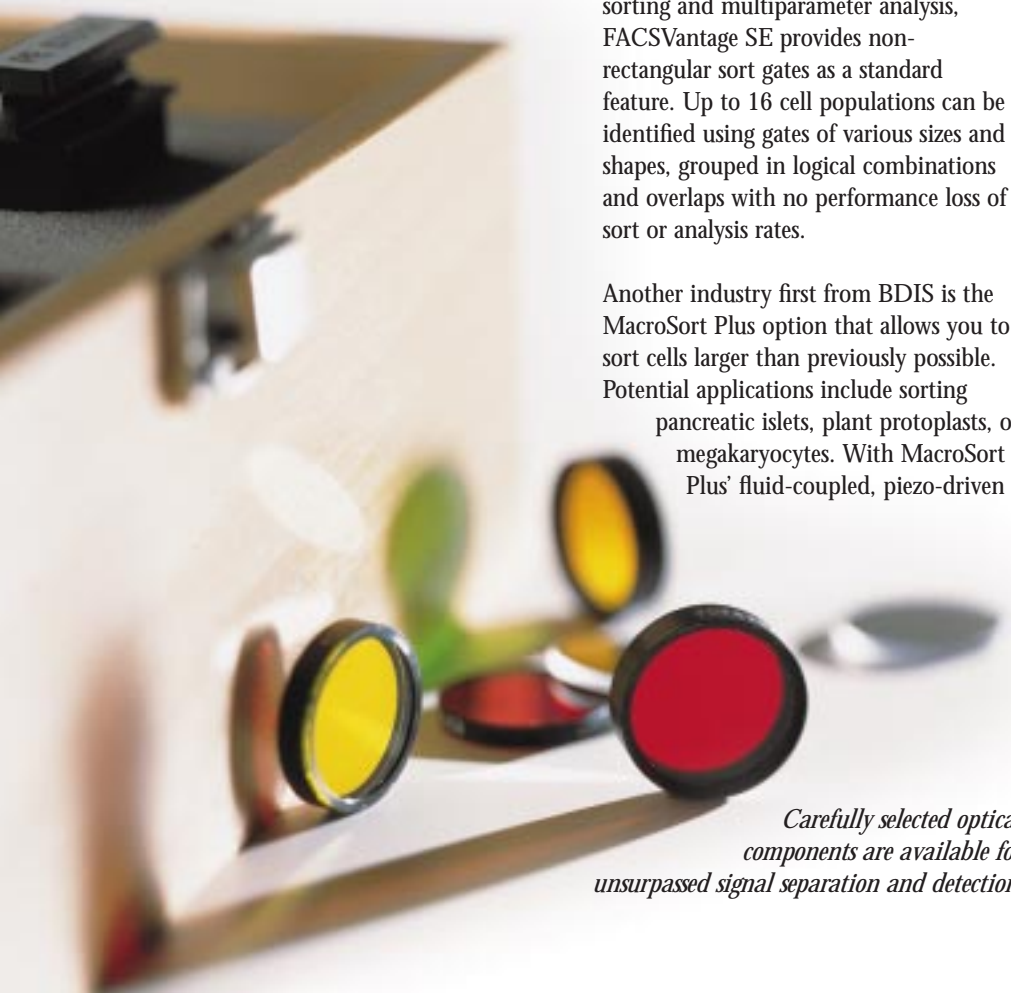 sorting and multiparameter analysis,
FACSVantage SE provides non-
rectangular sort gates as a standard
feature. Up to 16 cell populations can be
identified using gates of various sizes and
shapes, grouped in logical combinations
and overlaps with no performance loss of
sort or analysis rates.
Another industry first from BDIS is the
MacroSort Plus option that allows you to
sort cells larger than previously possible.
Potential applications include sorting
pancreatic islets, plant protoplasts, o
megakaryocytes. With MacroSort
Plus’ fluid-coupled, piezo-driven
Carefully selected optica
components are available fo
unsurpassed signal separation and detection